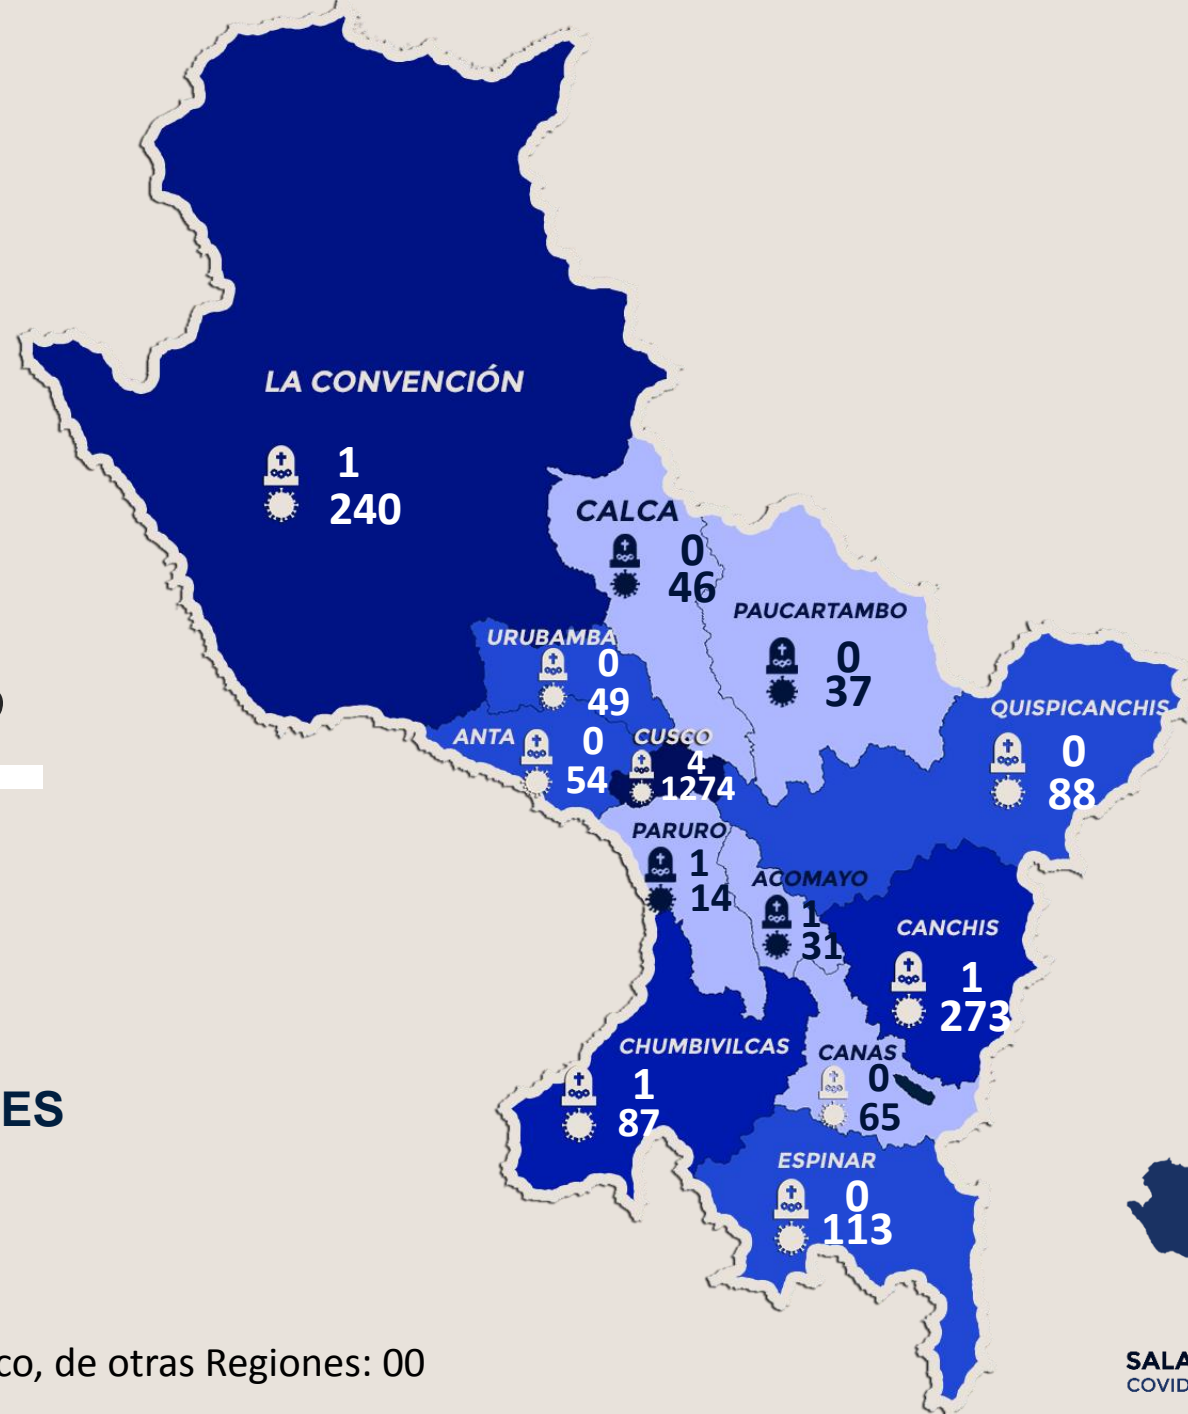 LA CONVENCIÓN
1
240
CALCA
0
46
PAUCARTAMBO
0
37
URUBAMBA
0
49
QUISPICANCHIS
0
88
ANTA
0
54
CUSCO
4
1274
PARURO
1
14
ACOMAYO
1
31
CANCHIS
1
273
CHUMBIVILCAS
1
87
CANAS
0
65
ES
ESPINAR
0
113
co, de otras Regiones: 00
SALA
COVID